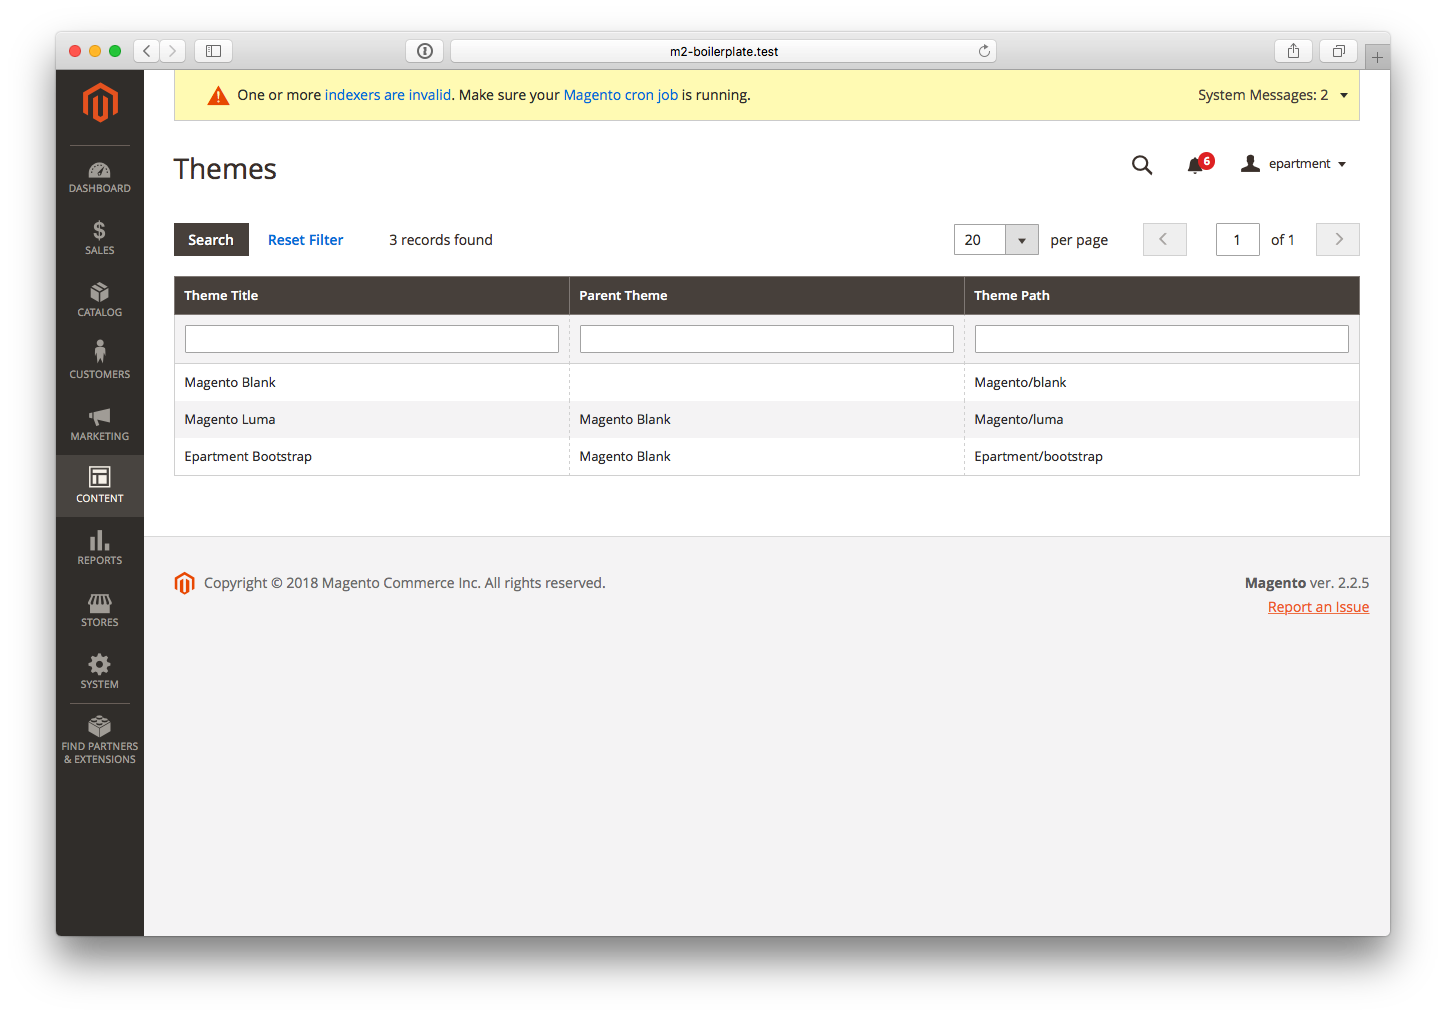 m2-boilerplate.test
One or more indexers are invalid. Make sure your Magento cron job is running.
System Messages: 2
Themes
6
epartment
DASHBOARD
SALES
CATALOG
CUSTOMERS
MARKETING
CONTENT
REPORTS
STORES
SYSTEM
FIND PARTNERS
& EXTENSIONS
Search
Reset Filter
3 records found
20
per page
1
of 1
Theme Title
Parent Theme
Theme Path
Magento Blank
Magento/blank
Magento Luma
Magento Blank
Magento/luma
Epartment Bootstrap
Magento Blank
Epartment/bootstrap
Copyright © 2018 Magento Commerce Inc. All rights reserved.
Magento ver. 2.2.5
Report an Issue